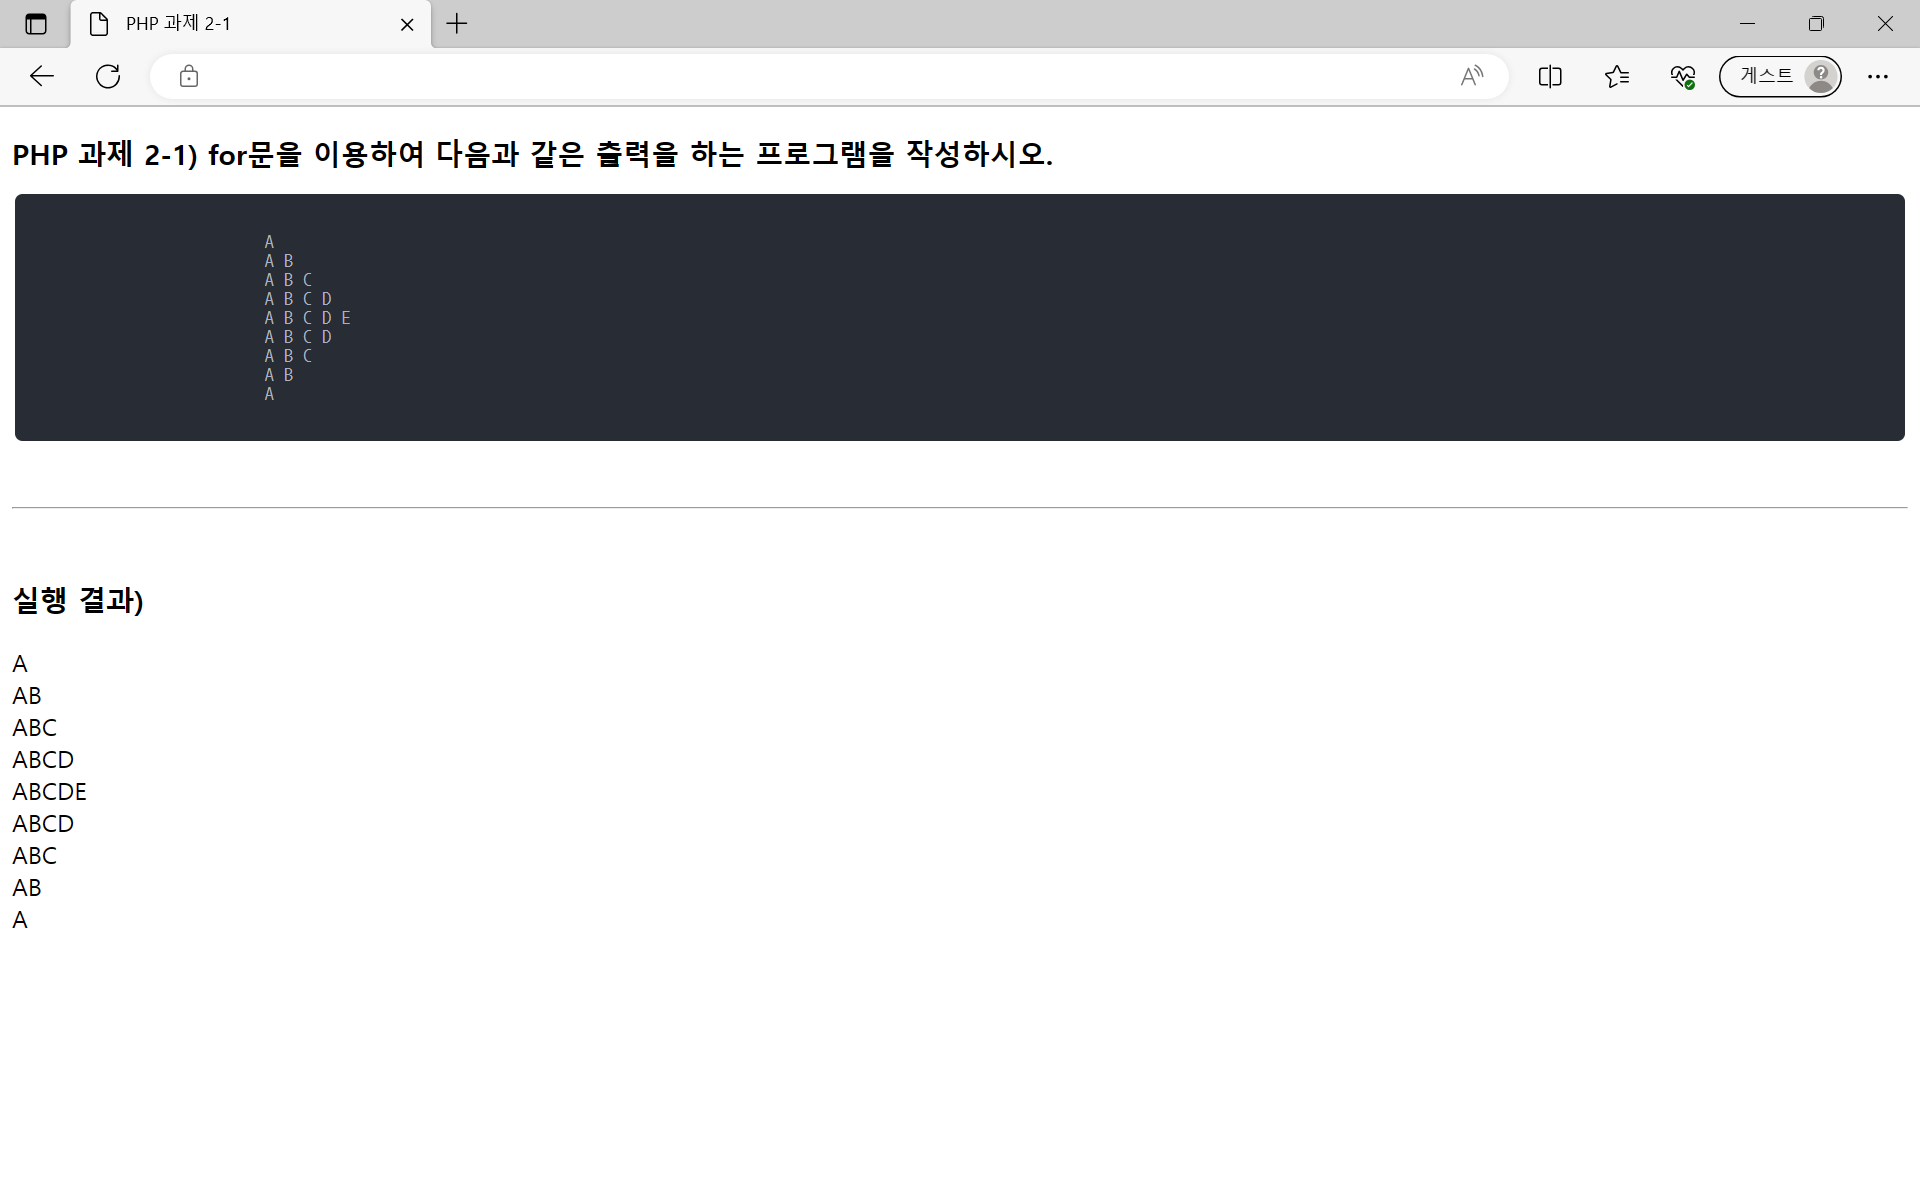 PHP 과제 2-1
게스트
PHP 과제 2-1) for문을 이용하여 다음과 같은 출력을 하는 프로그램을 작성하시오.
A
A B
A B C
A B C D
A B C D E
A B C D
A B C
A B
A
실행 결과)
A
AB
ABC
ABCD
ABCDE
ABCD
ABC
AB
A